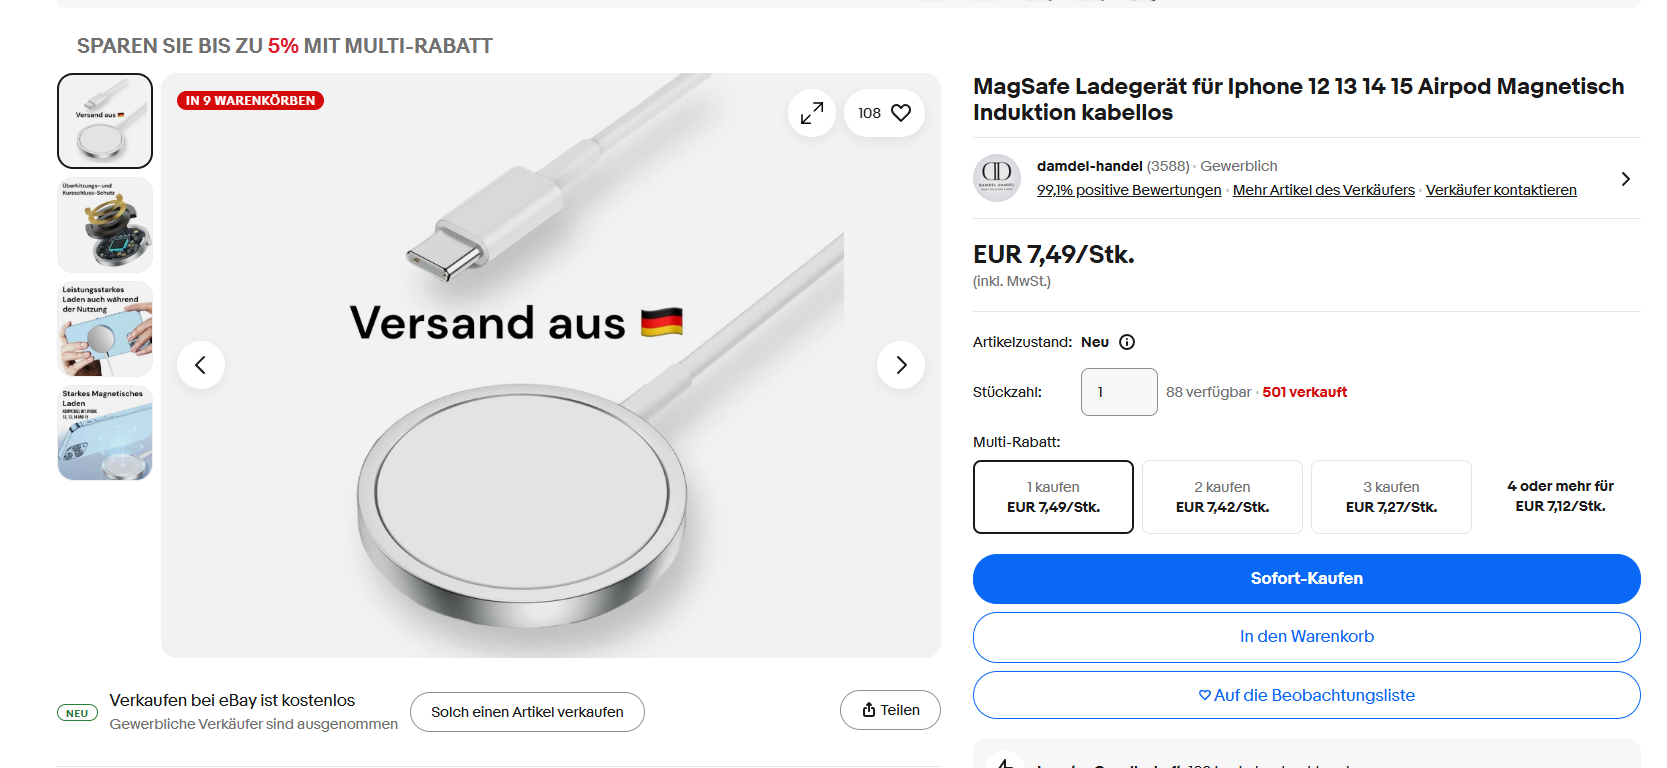 SPAREN SIE BIS ZU 5% MIT MULTI-RABATT
Versand aus
Überhitzungs- und
Kurzschluss-Schutz
Leistungsstarkes
Laden auch während
der Nutzung
Starkes Magnetisches
Laden
IN 9 WARENKÖRBEN
108
Versand aus
NEU
Verkaufen bei eBay ist kostenlos
Gewerbliche Verkäufer sind ausgenommen
Solch einen Artikel verkaufen
Teilen
MagSafe Ladegerät für Iphone 12 13 14 15 Airpod Magnetisch
Induktion kabellos
DAMDEL HANDEL
damdel-handel (3588) · Gewerblich
99,1% positive Bewertungen · Mehr Artikel des Verkäufers · Verkäufer kontaktieren
EUR 7,49/Stk.
(inkl. MwSt.)
Artikelzustand: Neu
Stückzahl: 1 88 verfügbar · 501 verkauft
Multi-Rabatt:
1 kaufen
EUR 7,49/Stk.
2 kaufen
EUR 7,42/Stk.
3 kaufen
EUR 7,27/Stk.
4 oder mehr für
EUR 7,12/Stk.
Sofort-Kaufen
In den Warenkorb
Auf die Beobachtungsliste